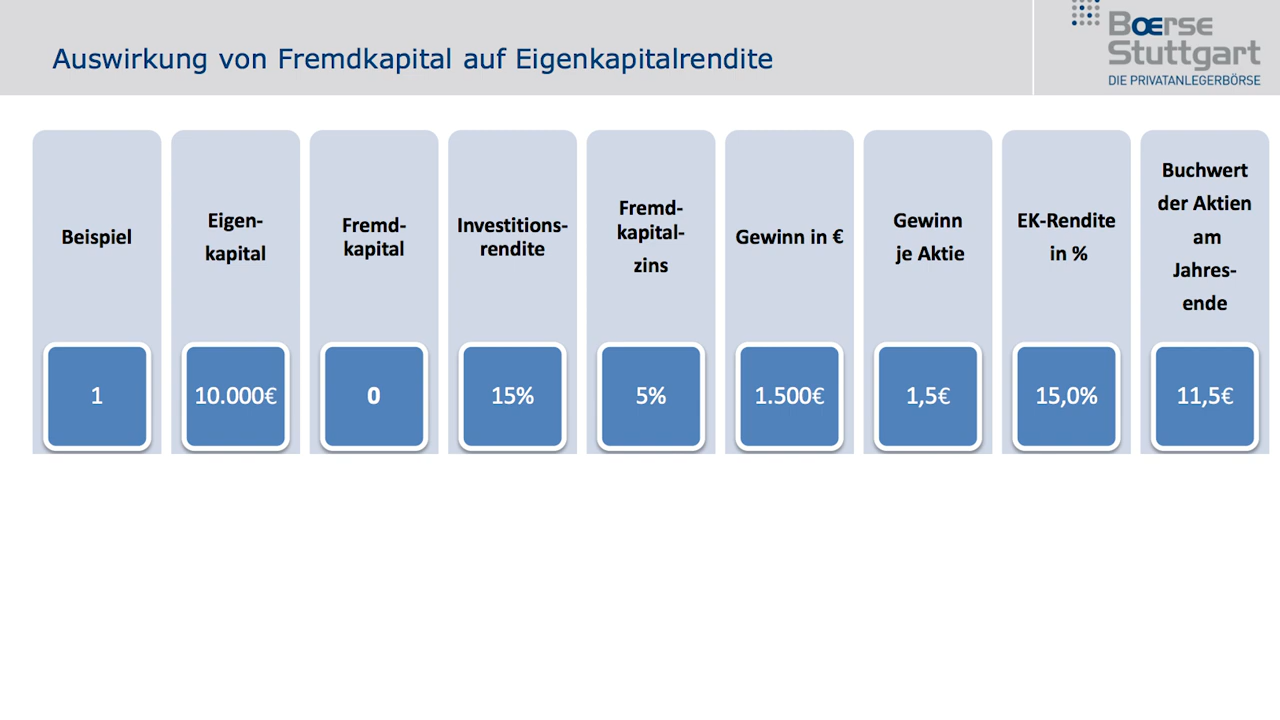 Auswirkung von Fremdkapital auf Eigenkapitalrendite
Bœrse
Stuttgart
DIE PRIVATANLEGERBÖRSE
Beispiel
Eigen-
kapital
Fremd-
kapital
Investitions-
rendite
Fremd-
kapital-
zins
Gewinn in €
Gewinn
je Aktie
EK-Rendite
in %
Buchwert
der Aktien
am
Jahres-
ende
1
10.000€
0
15%
5%
1.500€
1,5€
15,0%
11,5€